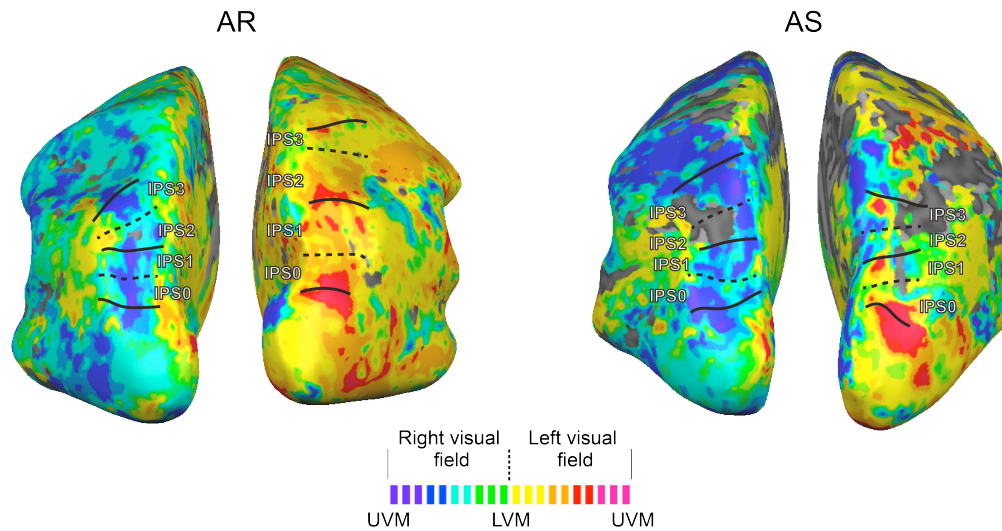 AR
AS
IPS3
IPS2
IPS1
IPS0
IPS3
IPS2
IPS1
IPS0
IPS3
IPS2
IPS1
IPS0
IPS3
IPS2
IPS1
IPS0
Right visual
field
Left visual
field
UVM
LVM
UVM